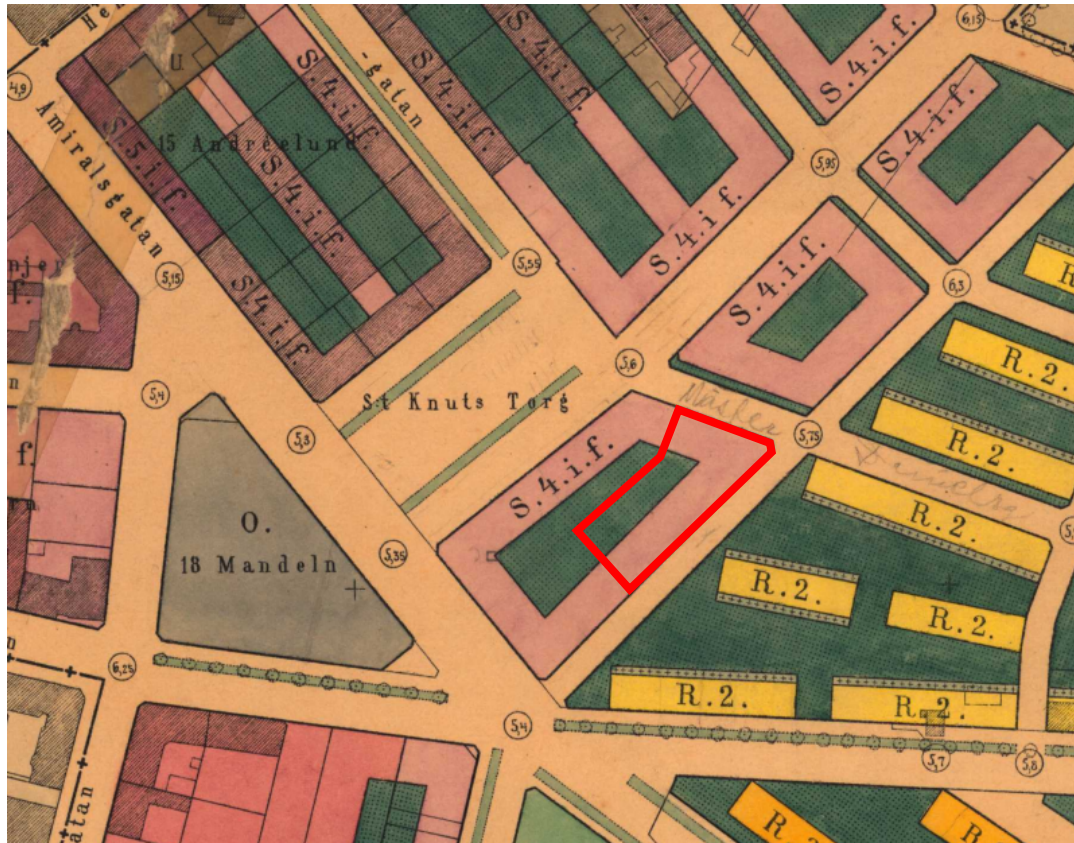 6,15
4,9
Amiralsgatan
-gatan
U
S.4.i.f.
S.4.i.f.
S.4.i.f.
S.4.i.f.
15 Andréelund.
S.5.i.f.
S.4.i.f.
5,95
S.4.i.f.
S.4.i.f.
5,15
5,55
S.4.i.f.
6,3
S.4.i.f.
R.
f.
5,6
R.2.
5,4
S:t Knuts Torg
5,3
5,75
R.2.
f.
S.4.i.f.
R.2.
O.
18 Mandeln
5,35
R.2.
R.2.
6,25
R.2.
R.2.
5,4
5,7
5,8
atan
R.2
R.